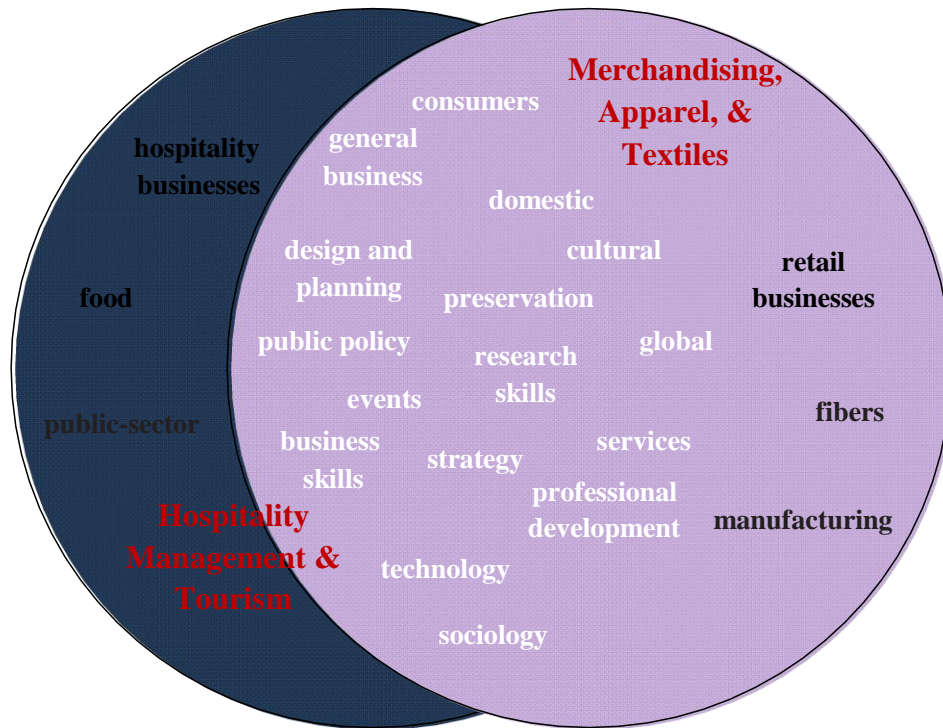 Merchandising,
Apparel, &
Textiles
consumers
general
business
hospitality
businesses
domestic
design and
planning
cultural
retail
businesses
food
preservation
public policy
global
research
skills
events
fibers
public-sector
business
skills
strategy
services
professional
development
manufacturing
Hospitality
Management &
Tourism
technology
sociology